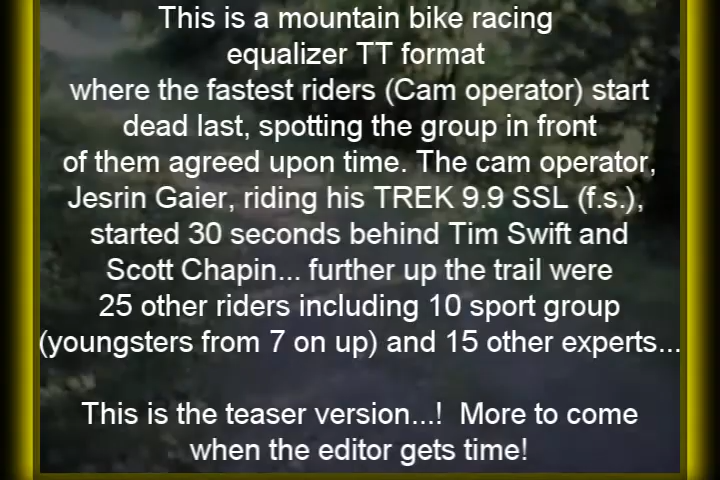 This is a mountain bike racing
equalizer TT format
where the fastest riders (Cam operator) start
dead last, spotting the group in front
of them agreed upon time. The cam operator,
Jesrin Gaier, riding his TREK 9.9 SSL (f.s.),
started 30 seconds behind Tim Swift and
Scott Chapin... further up the trail were
25 other riders including 10 sport group
(youngsters from 7 on up) and 15 other experts...
This is the teaser version...!  More to come
when the editor gets time!